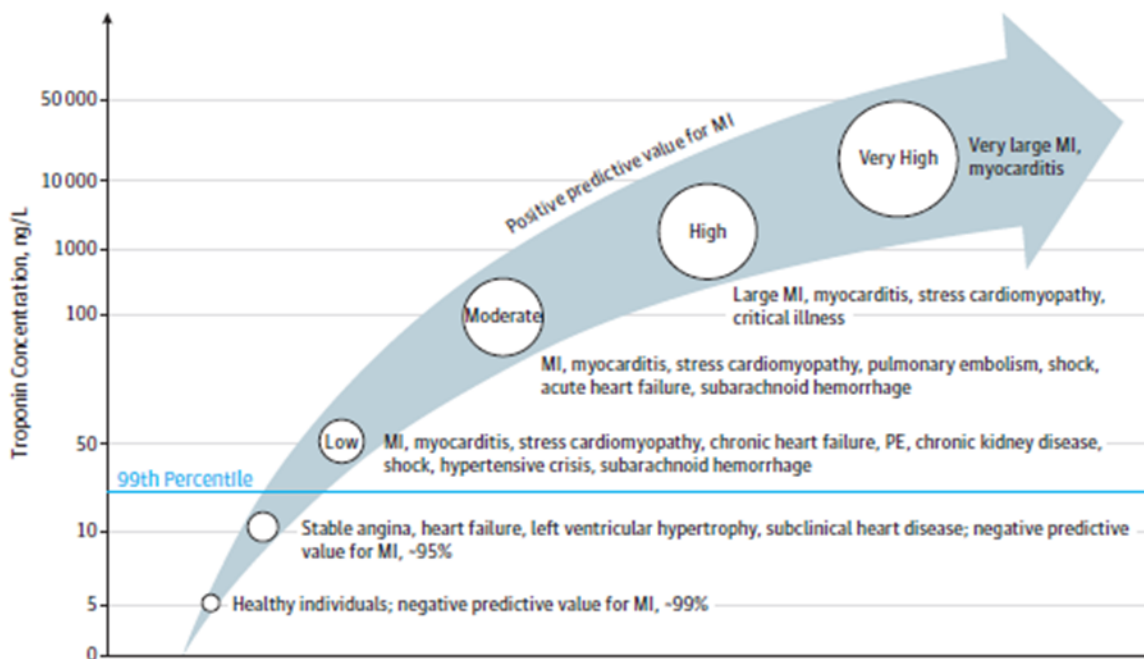 Troponin Concentration, ng/L
50 000
10 000
1000
100
50
10
5
0
Positive predictive value for MI
Very High
Very large MI,
myocarditis
High
Large MI, myocarditis, stress cardiomyopathy,
critical illness
Moderate
MI, myocarditis, stress cardiomyopathy, pulmonary embolism, shock,
acute heart failure, subarachnoid hemorrhage
Low
MI, myocarditis, stress cardiomyopathy, chronic heart failure, PE, chronic kidney disease,
shock, hypertensive crisis, subarachnoid hemorrhage
99th Percentile
Stable angina, heart failure, left ventricular hypertrophy, subclinical heart disease; negative predictive
value for MI, ~95%
Healthy individuals; negative predictive value for MI, ~99%